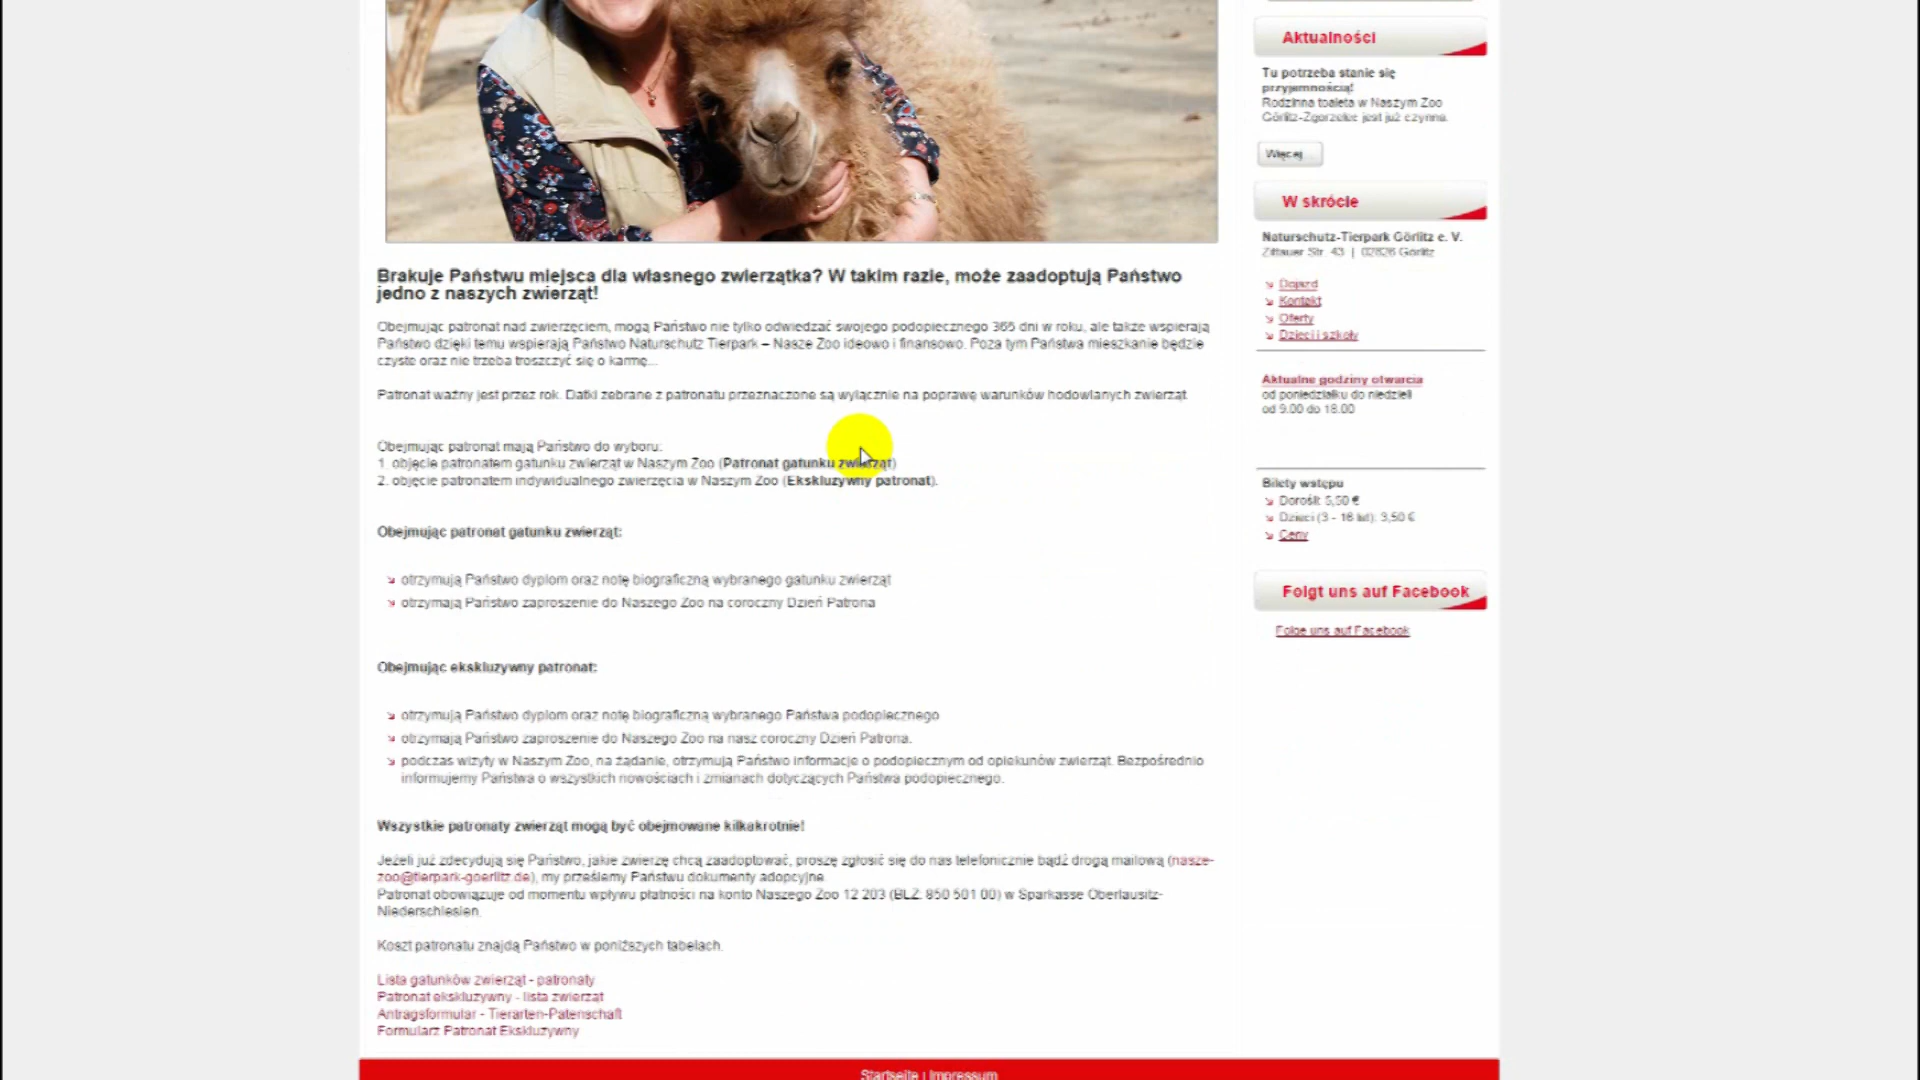 Brakuje Państwu miejsca dla własnego zwierzątka? W takim razie, może zaadoptują Państwo
jedno z naszych zwierząt!
Obejmując patronat nad zwierzęciem, mogą Państwo nie tylko odwiedzać swojego podopiecznego 365 dni w roku, ale także wspierają
Państwo dzięki temu wspierają Państwo Naturschutz Tierpark – Nasze Zoo ideowo i finansowo. Poza tym Państwa mieszkanie będzie
czyste oraz nie trzeba troszczyć się o karmę...
Patronat ważny jest przez rok. Datki zebrane z patronatu przeznaczone są wyłącznie na poprawę warunków hodowlanych zwierząt.
Obejmując patronat mają Państwo do wyboru:
1. objęcie patronatem gatunku zwierząt w Naszym Zoo (Patronat gatunku zwierząt)
2. objęcie patronatem indywidualnego zwierzęcia w Naszym Zoo (Ekskluzywny patronat).
Obejmując patronat gatunku zwierząt:
otrzymują Państwo dyplom oraz notę biograficzną wybranego gatunku zwierząt
otrzymają Państwo zaproszenie do Naszego Zoo na coroczny Dzień Patrona
Obejmując ekskluzywny patronat:
otrzymują Państwo dyplom oraz notę biograficzną wybranego Państwa podopiecznego
otrzymają Państwo zaproszenie do Naszego Zoo na nasz coroczny Dzień Patrona.
podczas wizyty w Naszym Zoo, na żądanie, otrzymują Państwo informacje o podopiecznym od opiekunów zwierząt. Bezpośrednio
informujemy Państwa o wszystkich nowościach i zmianach dotyczących Państwa podopiecznego.
Wszystkie patronaty zwierząt mogą być obejmowane kilkakrotnie!
Jeżeli już zdecydują się Państwo, jakie zwierzę chcą zaadoptować, proszę zgłosić się do nas telefonicznie bądź drogą mailową (nasze-
zoo@tierpark-goerlitz.de), my prześlemy Państwu dokumenty adopcyjne.
Patronat obowiązuje od momentu wpływu płatności na konto Naszego Zoo 12 203 (BLZ: 850 501 00) w Sparkasse Oberlausitz-
Niederschlesien.
Koszt patronatu znajdą Państwo w poniższych tabelach.
Lista gatunków zwierząt - patronaty
Patronat ekskluzywny - lista zwierząt
Antragsformular - Tierarten-Patenschaft
Formularz Patronat Ekskluzywny
Aktualności
Tu potrzeba stanie się
przyjemnością!
Rodzinna toaleta w Naszym Zoo
Görlitz-Zgorzelec jest już czynna.
Więcej
W skrócie
Naturschutz-Tierpark Görlitz e. V.
Zittauer Str. 43 | 02826 Görlitz
Dojazd
Kontakt
Oferty
Dzieci i szkoły
Aktualne godziny otwarcia
od poniedziałku do niedzieli
od 9.00 do 18.00
Bilety wstępu
Dorośli: 5,50 €
Dzieci (3 - 16 lat): 3,50 €
Ceny
Folgt uns auf Facebook
Folge uns auf Facebook
Startseite | Impressum